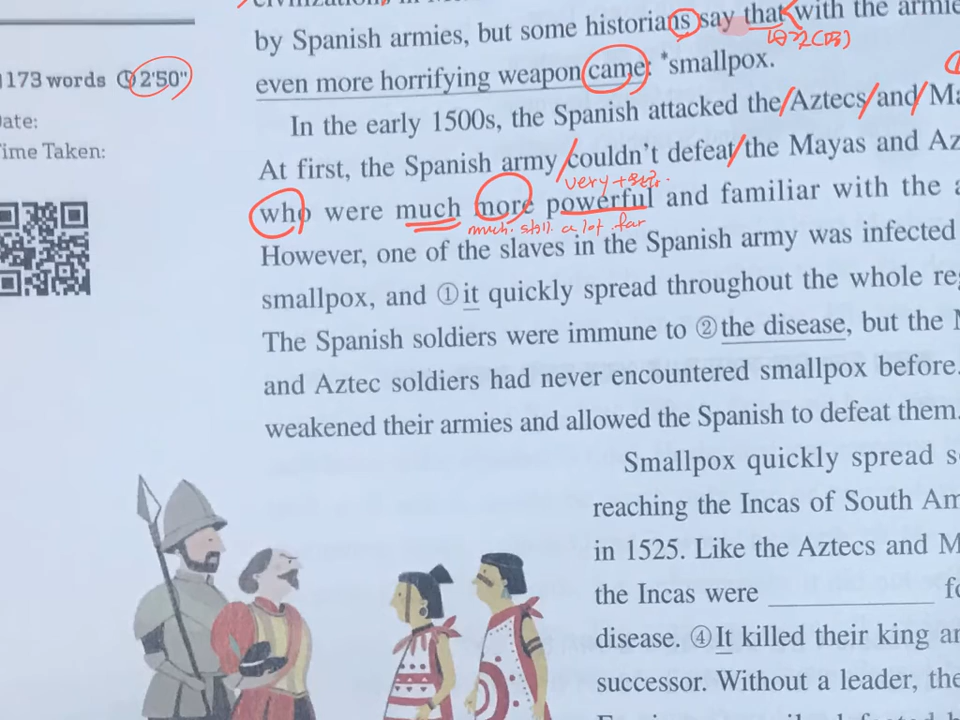 by Spanish armies, but some historians say that with the armie
173 words 2'50"
even more horrifying weapon came: *smallpox.
Date:
Time Taken:
In the early 1500s, the Spanish attacked the Aztecs and Ma
At first, the Spanish army couldn't defeat the Mayas and Az
very +원급.
who were much more powerful and familiar with the a
much. still. a lot. far
However, one of the slaves in the Spanish army was infected
smallpox, and ①it quickly spread throughout the whole reg
The Spanish soldiers were immune to ②the disease, but the M
and Aztec soldiers had never encountered smallpox before.
weakened their armies and allowed the Spanish to defeat them.
Smallpox quickly spread s
reaching the Incas of South Am
in 1525. Like the Aztecs and M
the Incas were ____________ fo
disease. ④It killed their king an
successor. Without a leader, the